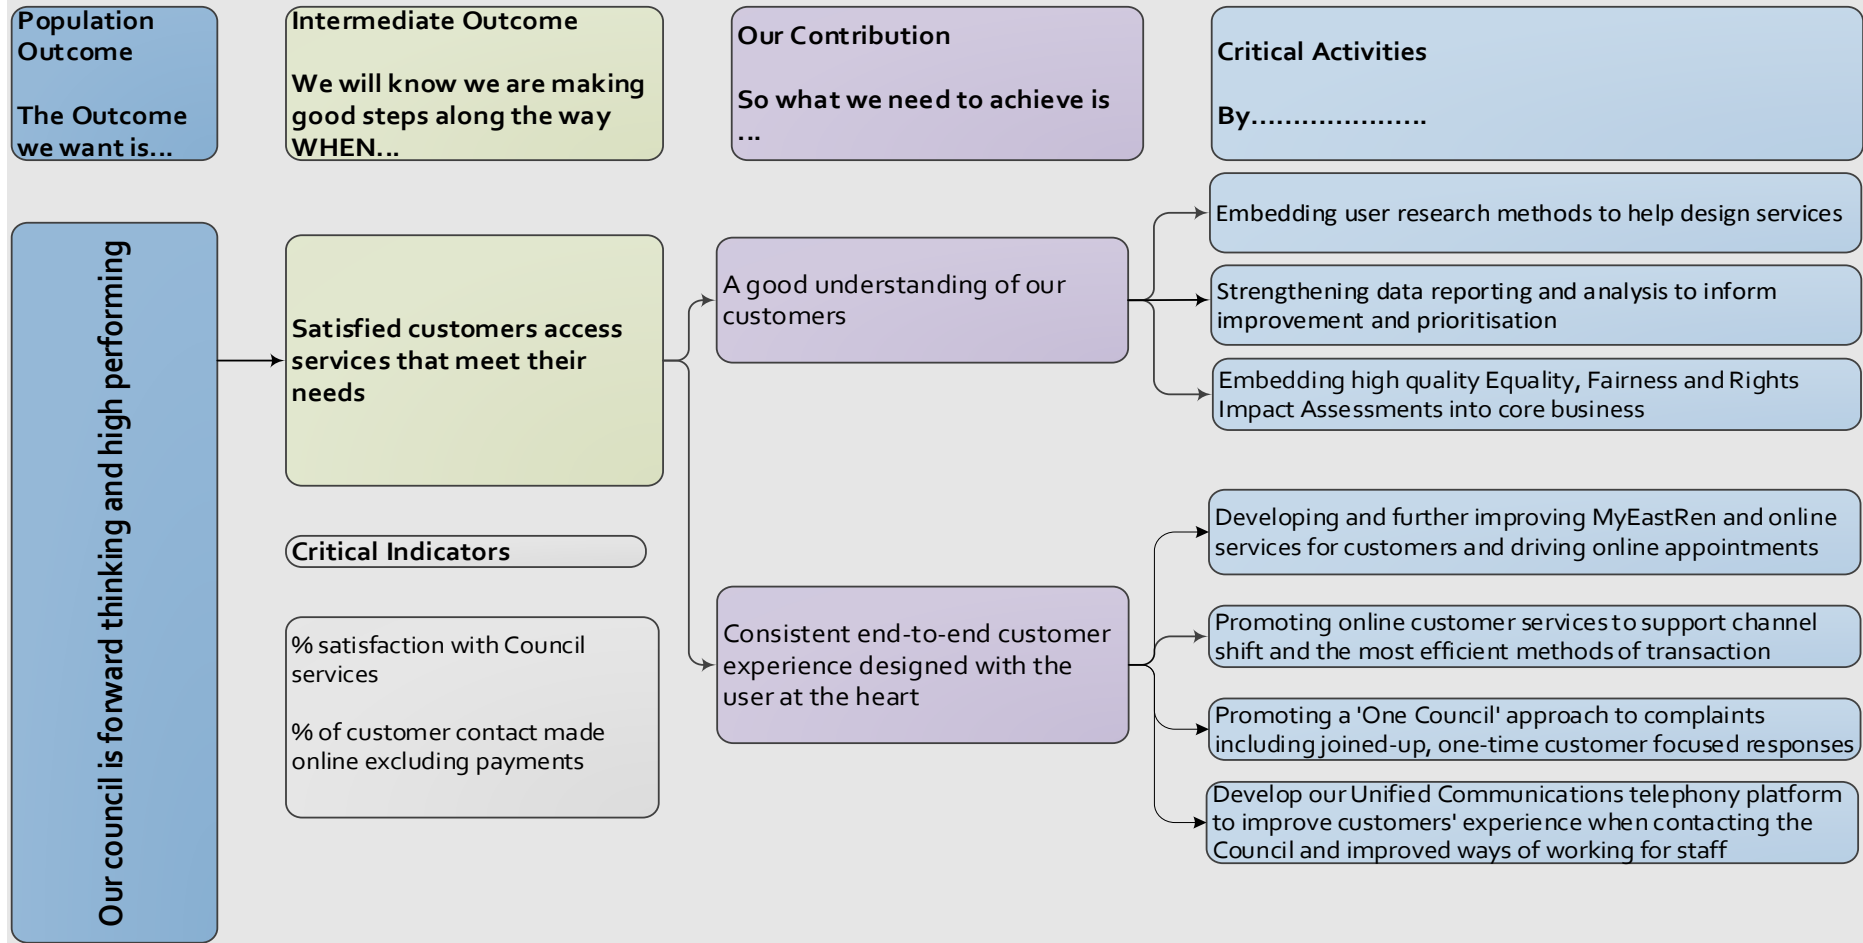 Population
Outcome
The Outcome
we want is...
Intermediate Outcome
We will know we are making
good steps along the way
WHEN...
Our Contribution
So what we need to achieve is
...
Critical Activities
By.....................
Our council is forward thinking and high performing
Satisfied customers access
services that meet their
needs
Critical Indicators
% satisfaction with Council
services
% of customer contact made
online excluding payments
A good understanding of our
customers
Consistent end-to-end customer
experience designed with the
user at the heart
Embedding user research methods to help design services
Strengthening data reporting and analysis to inform
improvement and prioritisation
Embedding high quality Equality, Fairness and Rights
Impact Assessments into core business
Developing and further improving MyEastRen and online
services for customers and driving online appointments
Promoting online customer services to support channel
shift and the most efficient methods of transaction
Promoting a 'One Council' approach to complaints
including joined-up, one-time customer focused responses
Develop our Unified Communications telephony platform
to improve customers' experience when contacting the
Council and improved ways of working for staff